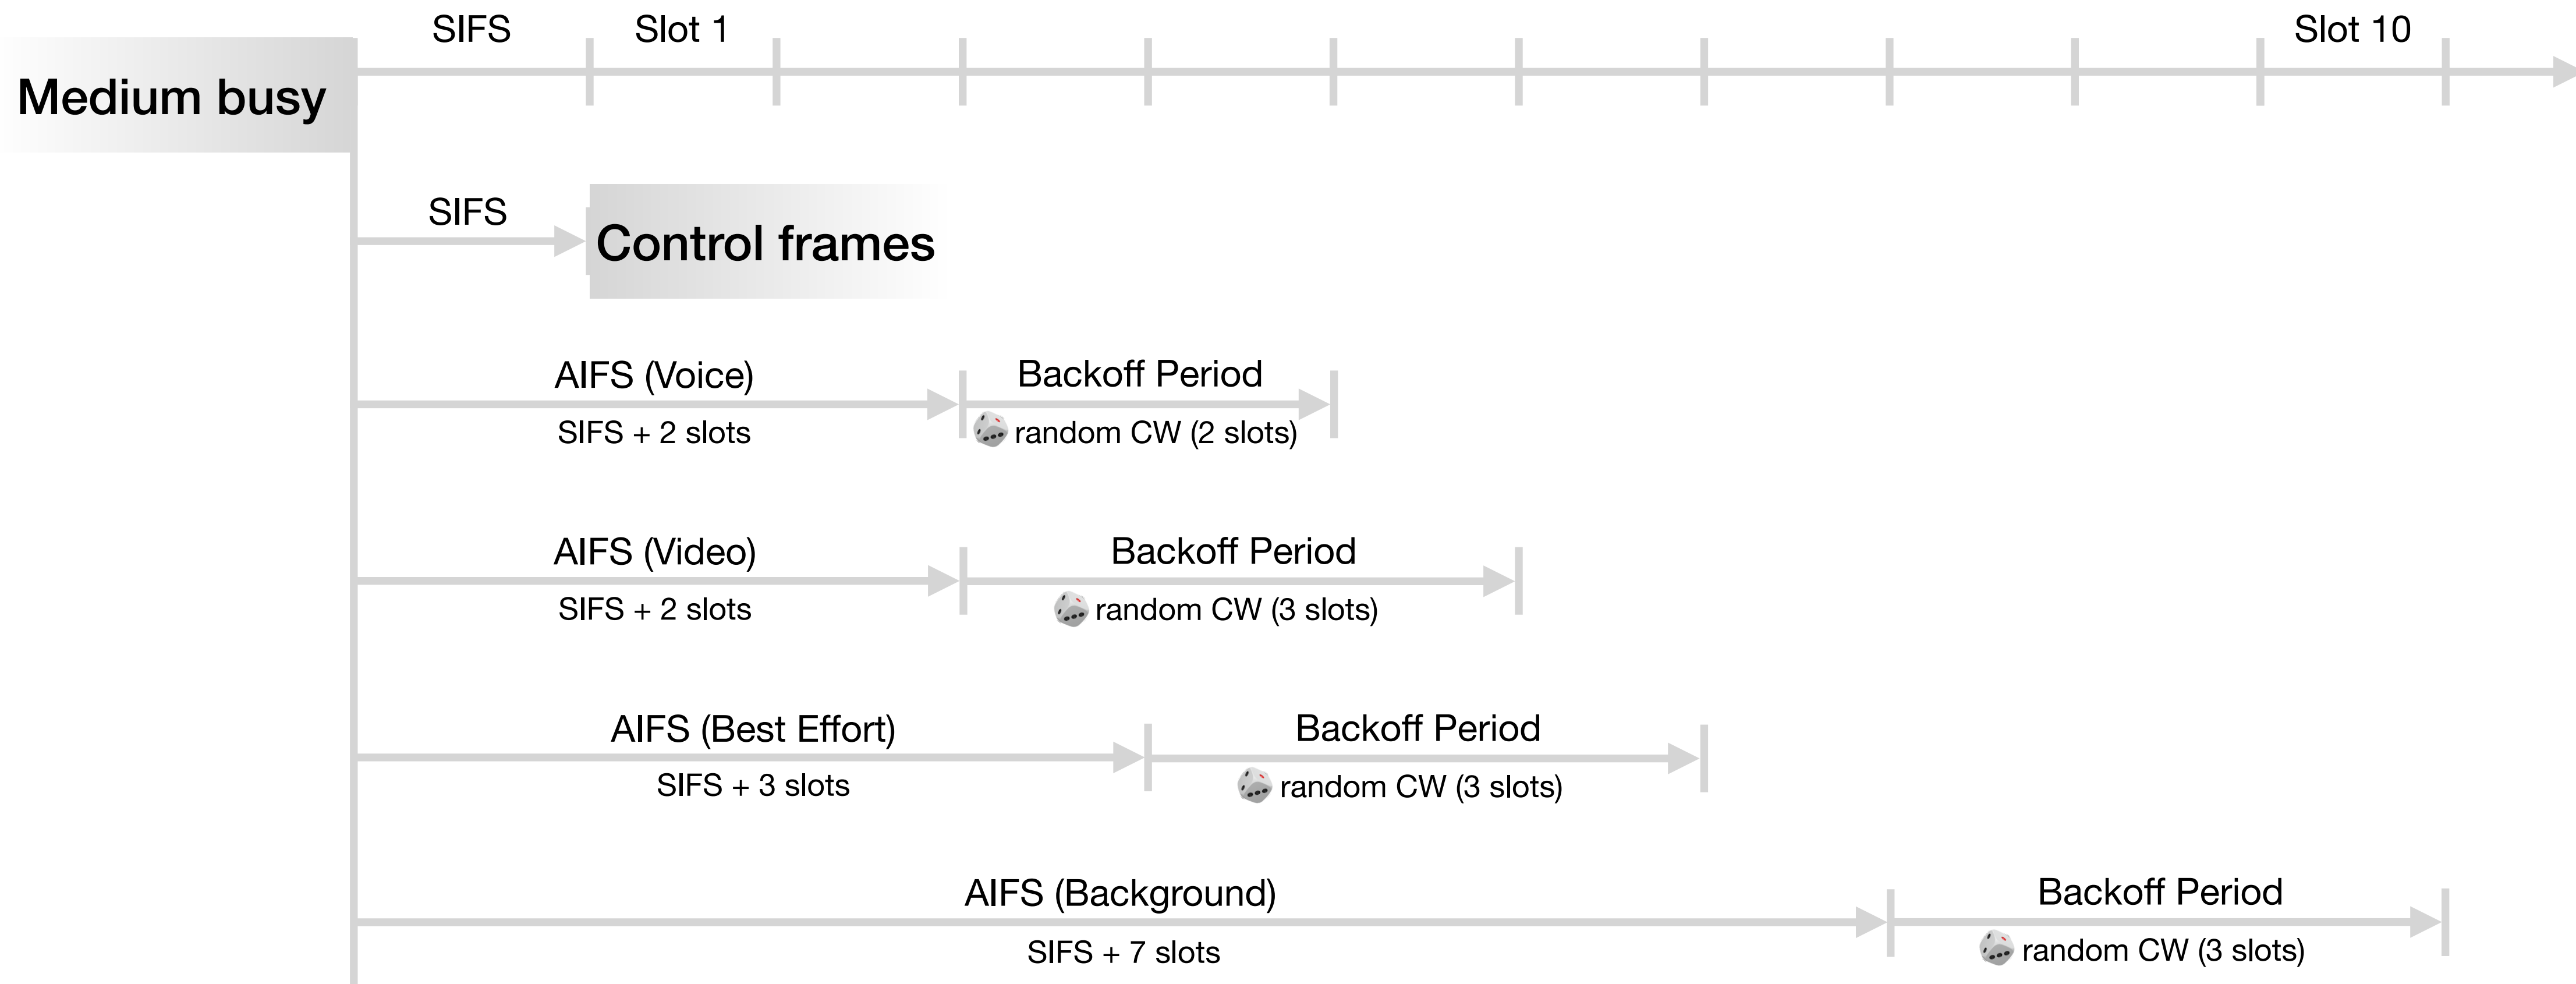 SIFS
Slot 1
Slot 10
Medium busy
SIFS
Control frames
AIFS (Voice)
Backoff Period
SIFS + 2 slots
random CW (2 slots)
AIFS (Video)
Backoff Period
SIFS + 2 slots
random CW (3 slots)
AIFS (Best Effort)
Backoff Period
SIFS + 3 slots
random CW (3 slots)
AIFS (Background)
Backoff Period
SIFS + 7 slots
random CW (3 slots)